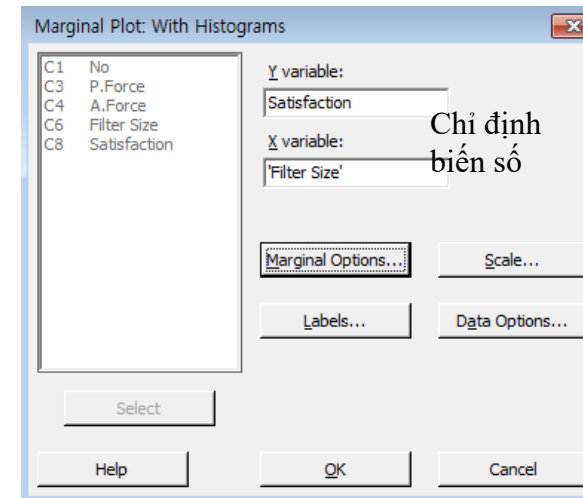 Marginal Plot: With Histograms
C1 No
C3 P.Force
C4 A.Force
C6 Filter Size
C8 Satisfaction
Y variable:
Satisfaction
X variable:
'Filter Size'
Chỉ định
biến số
Marginal Options...
Scale...
Labels...
Data Options...
Select
Help
OK
Cancel